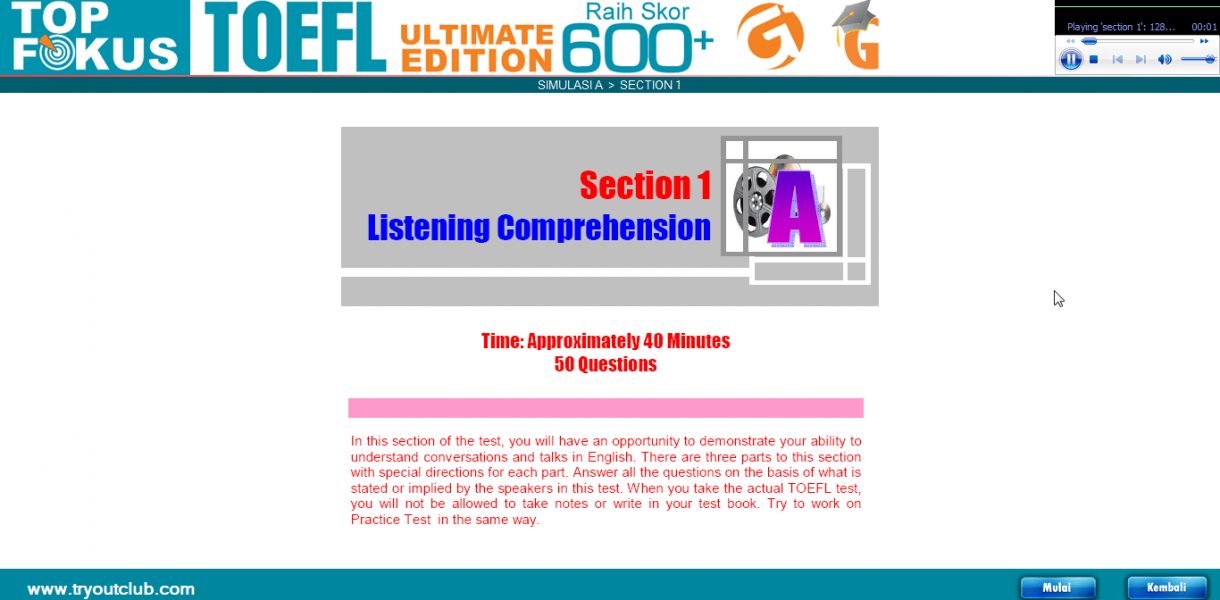 TOP
FOKUS
TOEFL
ULTIMATE
EDITION
Raih Skor
600+
G
G
Playing 'section 1': 128... 00:01
SIMULASI A > SECTION 1
Section 1
Listening Comprehension
A
Time: Approximately 40 Minutes
50 Questions
In this section of the test, you will have an opportunity to demonstrate your ability to
understand conversations and talks in English. There are three parts to this section
with special directions for each part. Answer all the questions on the basis of what is
stated or implied by the speakers in this test. When you take the actual TOEFL test,
you will not be allowed to take notes or write in your test book. Try to work on
Practice Test in the same way.
www.tryoutclub.com
Mulai
Kembali